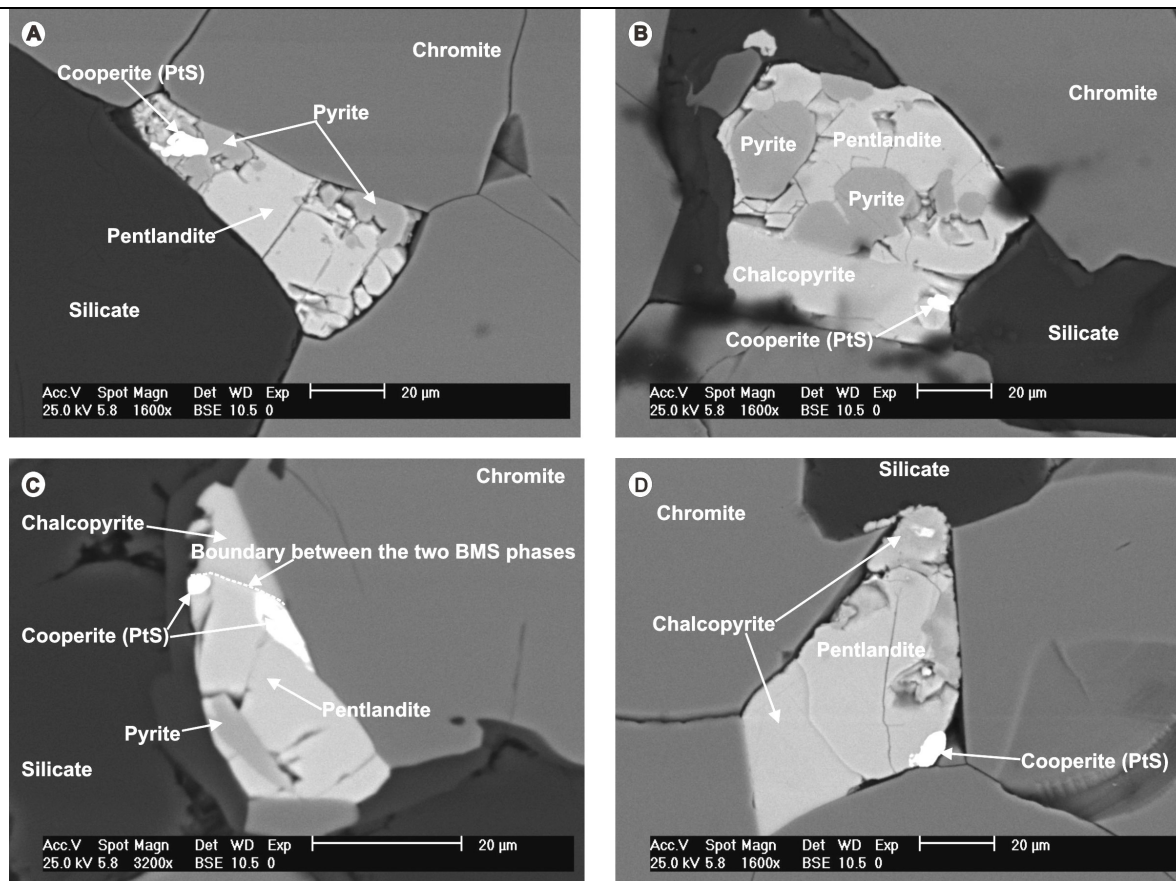 A
Chromite
Cooperite (PtS)
Pyrite
Pentlandite
Silicate
Acc.V Spot Magn Det WD Exp 20 µm
25.0 kV 5.8 1600x BSE 10.5 0
B
Chromite
Pyrite
Pentlandite
Pyrite
Chalcopyrite
Cooperite (PtS)
Silicate
Acc.V Spot Magn Det WD Exp 20 µm
25.0 kV 5.8 1600x BSE 10.5 0
C
Chromite
Chalcopyrite
Boundary between the two BMS phases
Cooperite (PtS)
Pentlandite
Pyrite
Silicate
Acc.V Spot Magn Det WD Exp 20 µm
25.0 kV 5.8 3200x BSE 10.5 0
D
Silicate
Chromite
Chalcopyrite
Pentlandite
Cooperite (PtS)
Acc.V Spot Magn Det WD Exp 20 µm
25.0 kV 5.8 1600x BSE 10.5 0